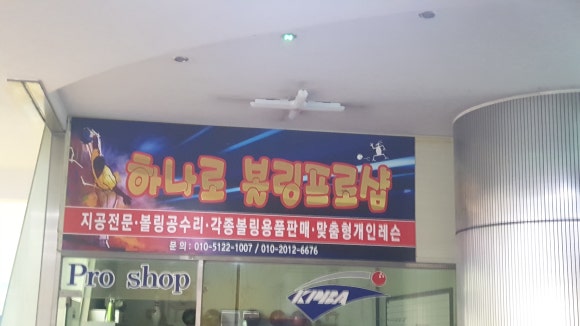 하나로 볼링프로샵
지공전문·볼링공수리·각종볼링용품판매·맞춤형개인레슨
문의 : 010-5122-1007 / 010-2012-6676
Pro shop
KPBA